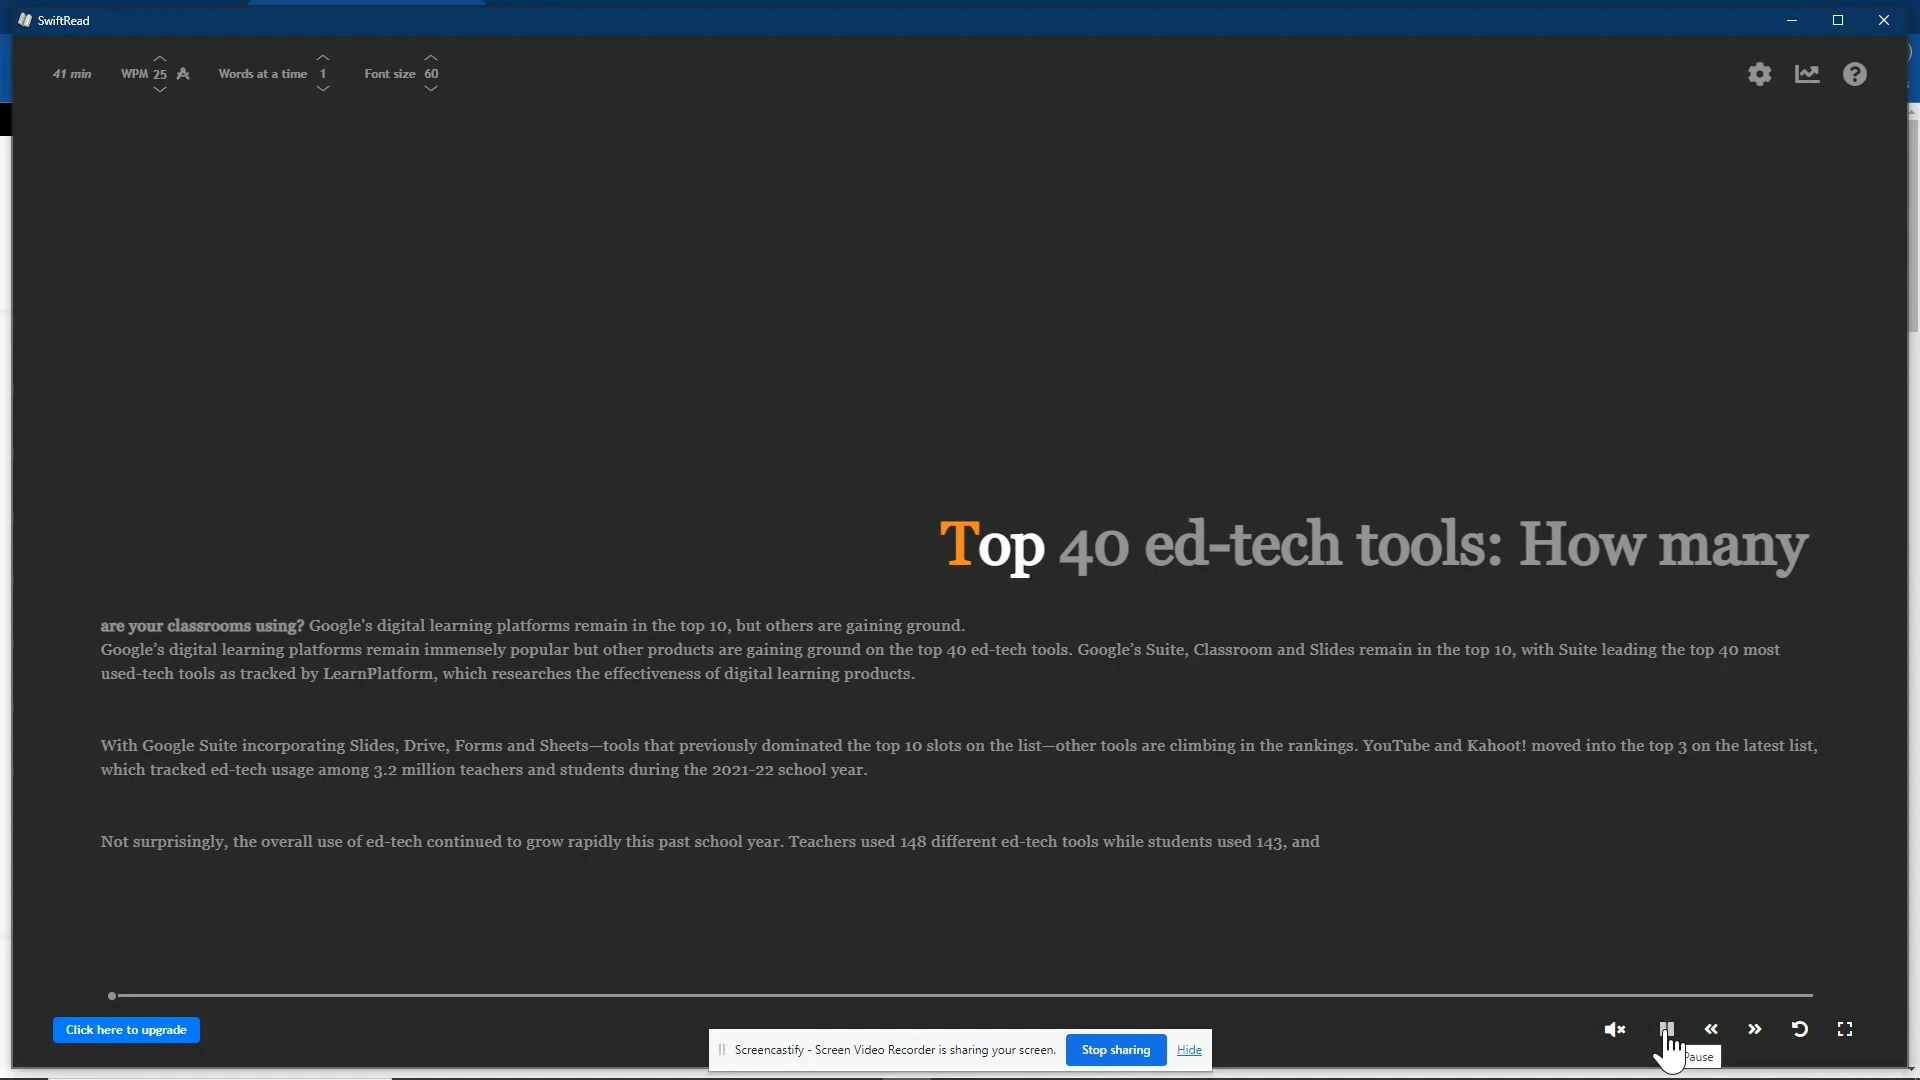 SwiftRead
41 min WPM 25 Words at a time 1 Font size 60
Top 40 ed-tech tools: How many
are your classrooms using? Google's digital learning platforms remain in the top 10, but others are gaining ground.
Google’s digital learning platforms remain immensely popular but other products are gaining ground on the top 40 ed-tech tools. Google’s Suite, Classroom and Slides remain in the top 10, with Suite leading the top 40 most
used-tech tools as tracked by LearnPlatform, which researches the effectiveness of digital learning products.
With Google Suite incorporating Slides, Drive, Forms and Sheets—tools that previously dominated the top 10 slots on the list—other tools are climbing in the rankings. YouTube and Kahoot! moved into the top 3 on the latest list,
which tracked ed-tech usage among 3.2 million teachers and students during the 2021-22 school year.
Not surprisingly, the overall use of ed-tech continued to grow rapidly this past school year. Teachers used 148 different ed-tech tools while students used 143, and
Click here to upgrade
Screencastify - Screen Video Recorder is sharing your screen. Stop sharing Hide
Pause